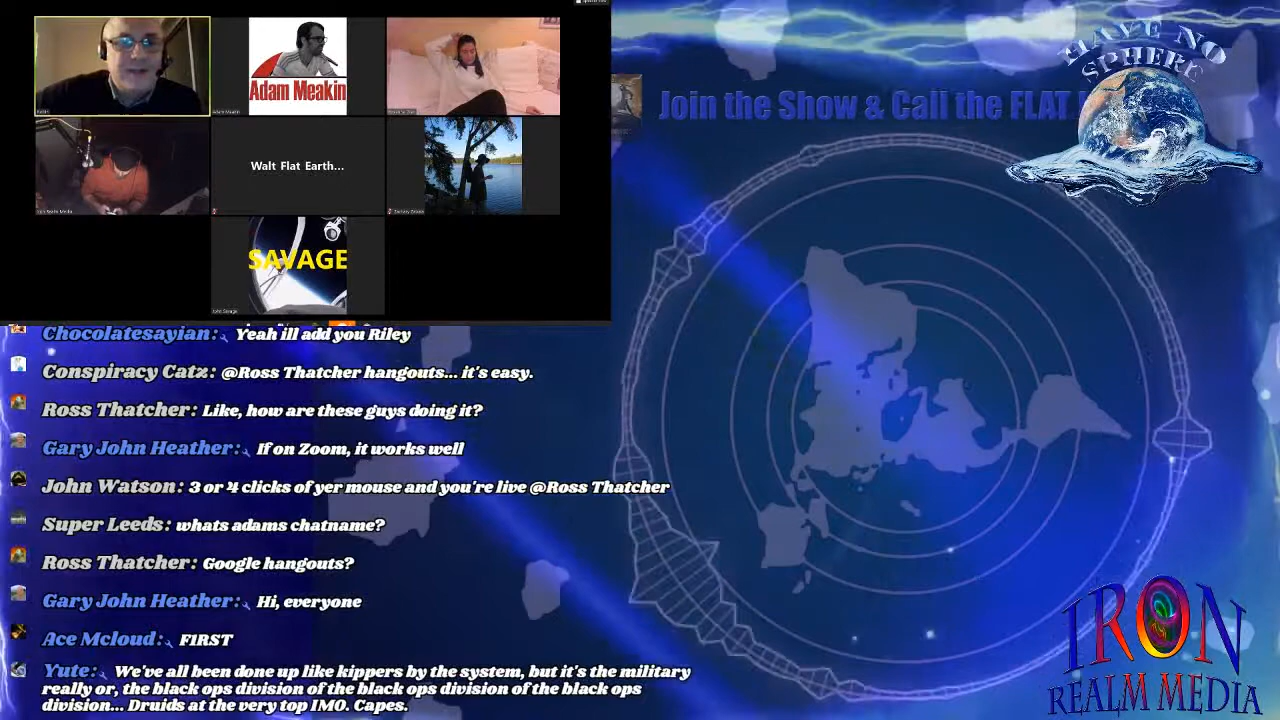 Adam Meakin
Walt Flat Earth...
SAVAGE
Join the Show & Call the FLAT
HAVE NO
SPHERE
Chocolatesayian: Yeah ill add you Riley
Conspiracy Catz: @Ross Thatcher hangouts... it's easy.
Ross Thatcher: Like, how are these guys doing it?
Gary John Heather: If on Zoom, it works well
John Watson: 3 or 4 clicks of yer mouse and you're live @Ross Thatcher
Super Leeds: whats adams chatname?
Ross Thatcher: Google hangouts?
Gary John Heather: Hi, everyone
Ace Mcloud: F1RST
Yute: We've all been done up like kippers by the system, but it's the military
really or, the black ops division of the black ops division of the black ops
division... Druids at the very top IMO. Capes.
IRON
REALM MEDIA